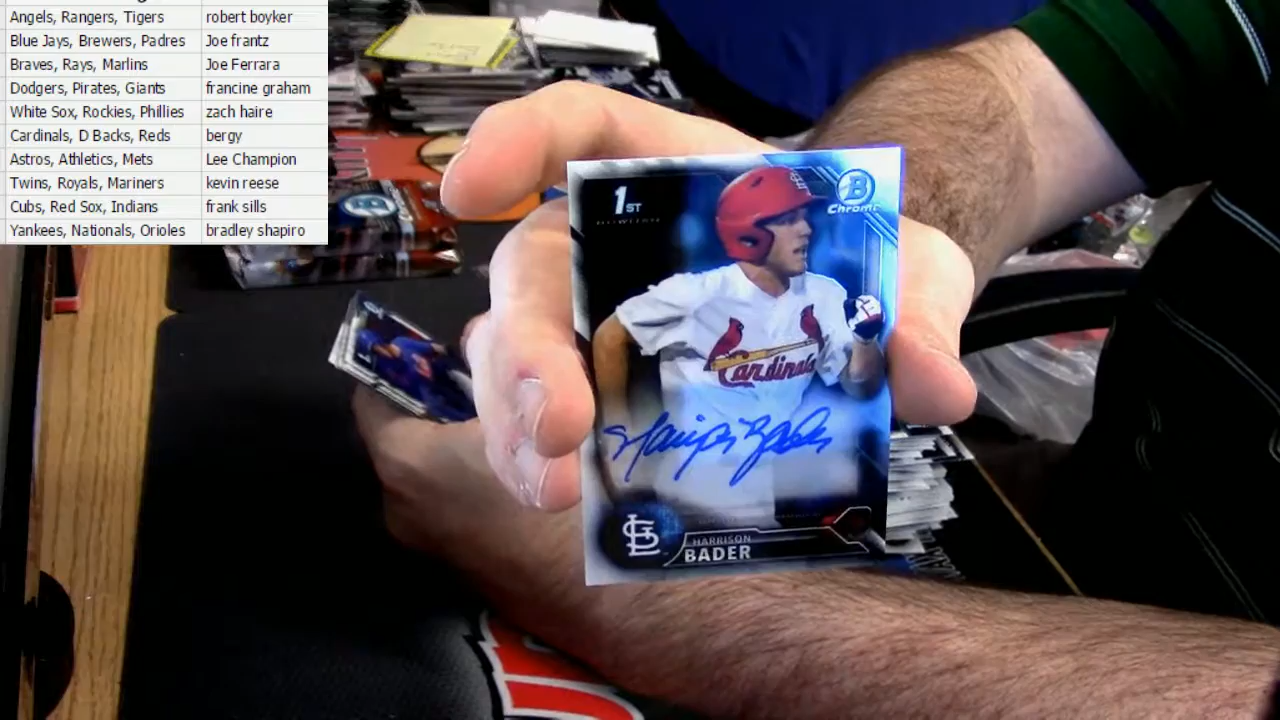 Angels, Rangers, Tigers robert boyker
Blue Jays, Brewers, Padres Joe frantz
Braves, Rays, Marlins Joe Ferrara
Dodgers, Pirates, Giants francine graham
White Sox, Rockies, Phillies zach haire
Cardinals, D Backs, Reds bergy
Astros, Athletics, Mets Lee Champion
Twins, Royals, Mariners kevin reese
Cubs, Red Sox, Indians frank sills
Yankees, Nationals, Orioles bradley shapiro
1ST
BOWMAN
B
Chrome
Cardinals
Harrison Bader
STL
HARRISON
BADER